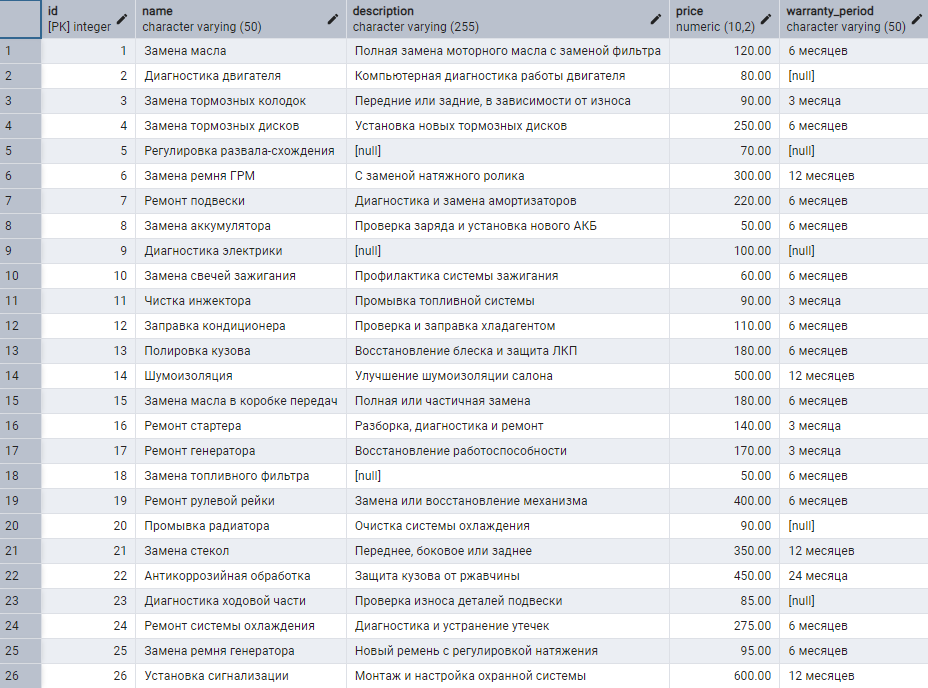 id name description price warranty_period
[PK] integer character varying (50) character varying (255) numeric (10,2) character varying (50)
1 1 Замена масла Полная замена моторного масла с заменой фильтра 120.00 6 месяцев
2 2 Диагностика двигателя Компьютерная диагностика работы двигателя 80.00 [null]
3 3 Замена тормозных колодок Передние или задние, в зависимости от износа 90.00 3 месяца
4 4 Замена тормозных дисков Установка новых тормозных дисков 250.00 6 месяцев
5 5 Регулировка развала-схождения [null] 70.00 [null]
6 6 Замена ремня ГРМ С заменой натяжного ролика 300.00 12 месяцев
7 7 Ремонт подвески Диагностика и замена амортизаторов 220.00 6 месяцев
8 8 Замена аккумулятора Проверка заряда и установка нового АКБ 50.00 6 месяцев
9 9 Диагностика электрики [null] 100.00 [null]
10 10 Замена свечей зажигания Профилактика системы зажигания 60.00 6 месяцев
11 11 Чистка инжектора Промывка топливной системы 90.00 3 месяца
12 12 Заправка кондиционера Проверка и заправка хладагентом 110.00 6 месяцев
13 13 Полировка кузова Восстановление блеска и защита ЛКП 180.00 6 месяцев
14 14 Шумоизоляция Улучшение шумоизоляции салона 500.00 12 месяцев
15 15 Замена масла в коробке передач Полная или частичная замена 180.00 6 месяцев
16 16 Ремонт стартера Разборка, диагностика и ремонт 140.00 3 месяца
17 17 Ремонт генератора Восстановление работоспособности 170.00 3 месяца
18 18 Замена топливного фильтра [null] 50.00 6 месяцев
19 19 Ремонт рулевой рейки Замена или восстановление механизма 400.00 6 месяцев
20 20 Промывка радиатора Очистка системы охлаждения 90.00 [null]
21 21 Замена стекол Переднее, боковое или заднее 350.00 12 месяцев
22 22 Антикоррозийная обработка Защита кузова от ржавчины 450.00 24 месяца
23 23 Диагностика ходовой части Проверка износа деталей подвески 85.00 [null]
24 24 Ремонт системы охлаждения Диагностика и устранение утечек 275.00 6 месяцев
25 25 Замена ремня генератора Новый ремень с регулировкой натяжения 95.00 6 месяцев
26 26 Установка сигнализации Монтаж и настройка охранной системы 600.00 12 месяцев